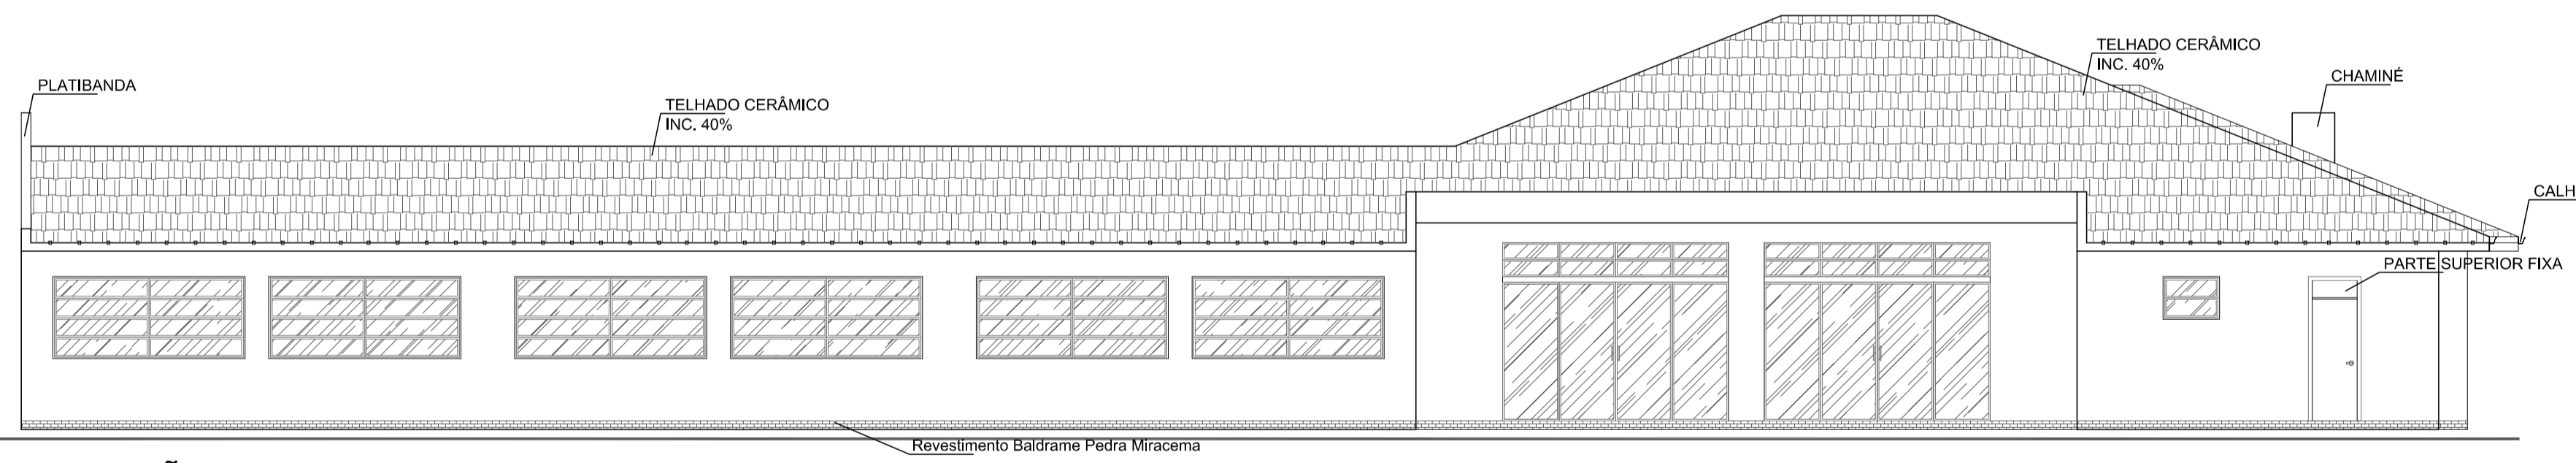 PLATIBANDA
TELHADO CERÂMICO
INC. 40%
TELHADO CERÂMICO
INC. 40%
CHAMINÉ
CALH
PARTE SUPERIOR FIXA
Revestimento Baldrame Pedra Miracema